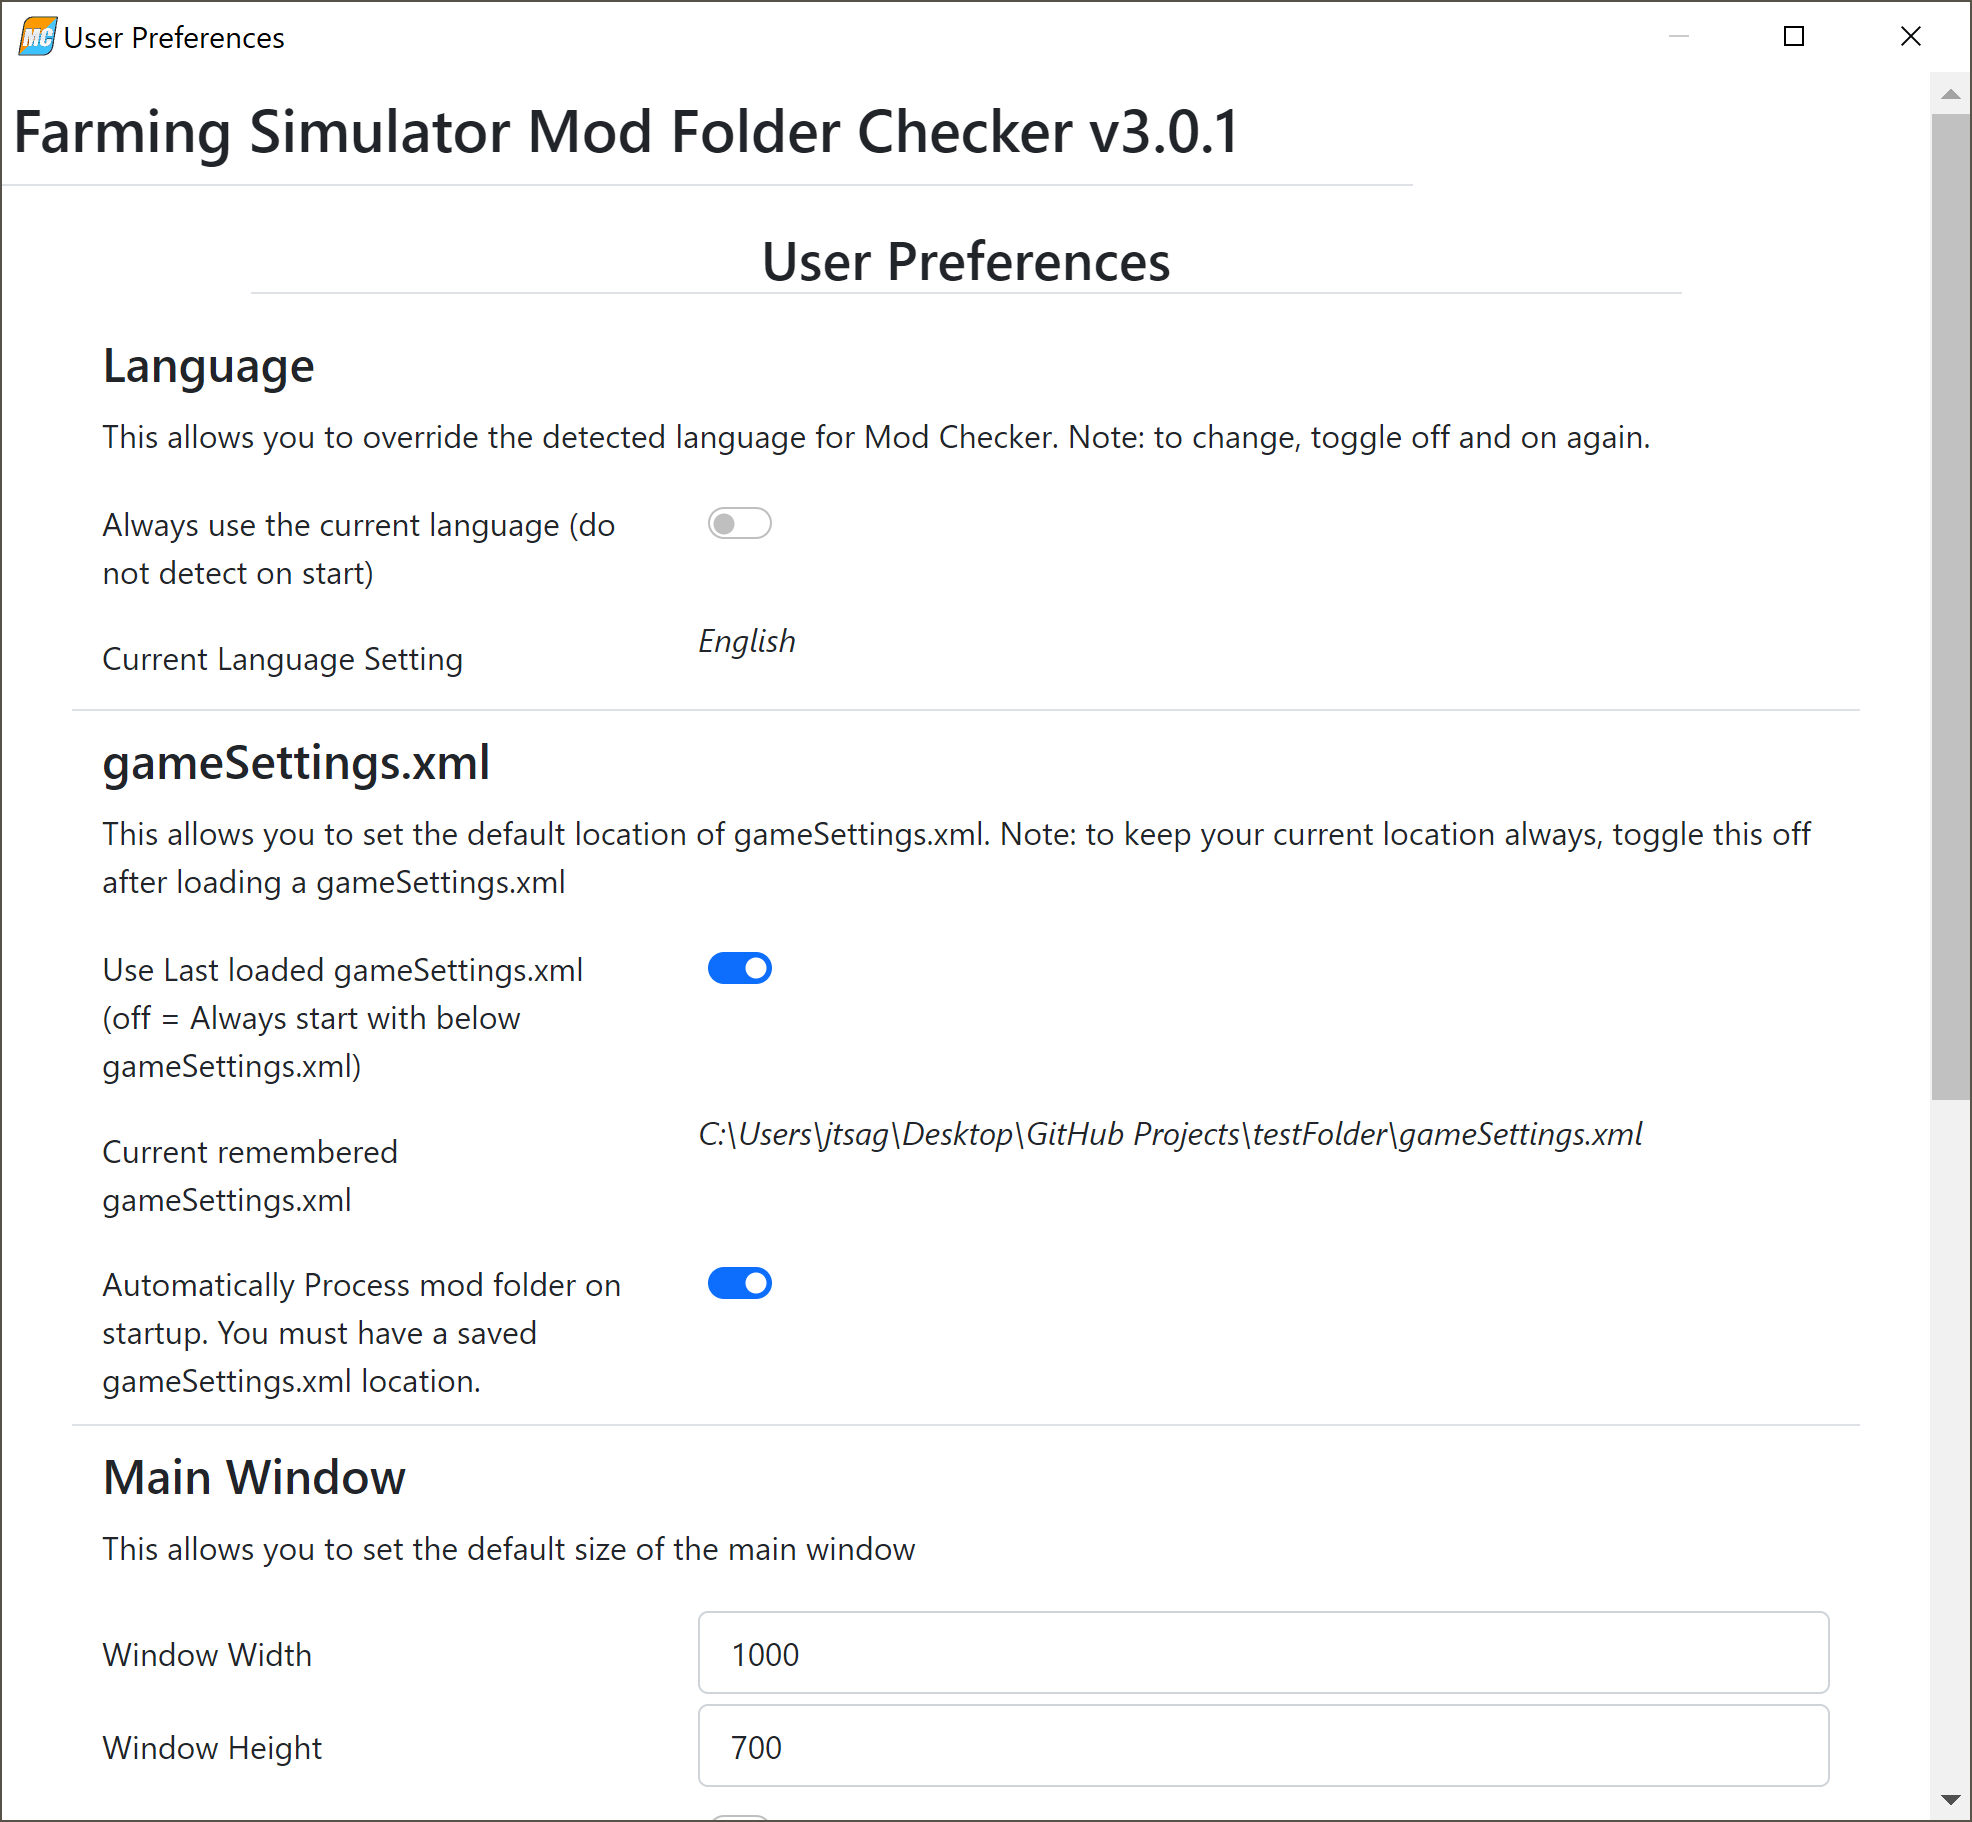 MC User Preferences
Farming Simulator Mod Folder Checker v3.0.1
User Preferences
Language
This allows you to override the detected language for Mod Checker. Note: to change, toggle off and on again.
Always use the current language (do
not detect on start)
Current Language Setting
English
gameSettings.xml
This allows you to set the default location of gameSettings.xml. Note: to keep your current location always, toggle this off
after loading a gameSettings.xml
Use Last loaded gameSettings.xml
(off = Always start with below
gameSettings.xml)
Current remembered
gameSettings.xml
C:\Users\jtsag\Desktop\GitHub Projects\testFolder\gameSettings.xml
Automatically Process mod folder on
startup. You must have a saved
gameSettings.xml location.
Main Window
This allows you to set the default size of the main window
Window Width
1000
Window Height
700